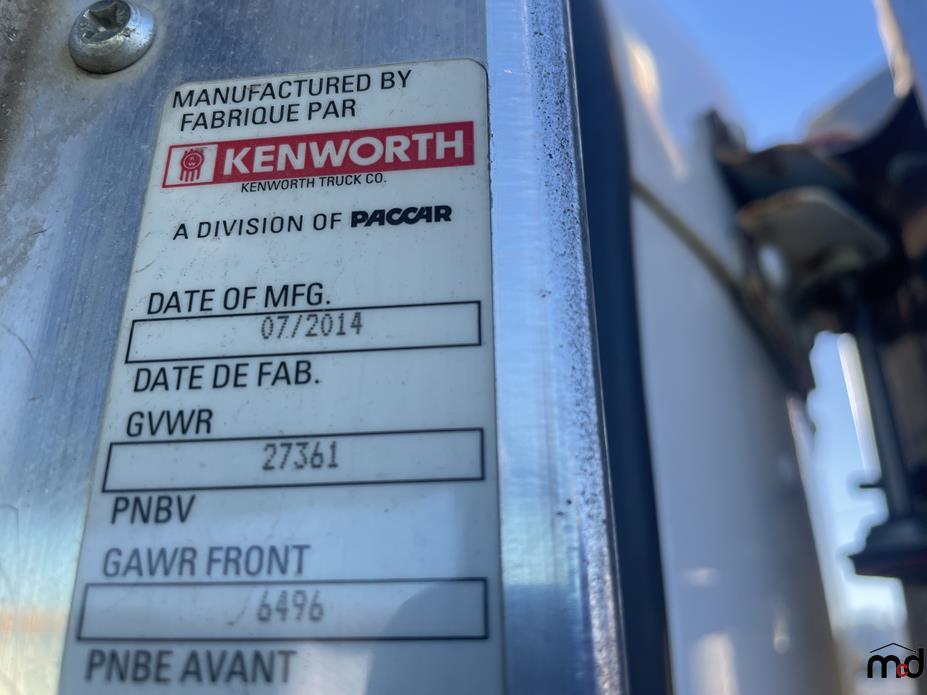 MANUFACTURED BY
FABRIQUE PAR
KENWORTH
KENWORTH TRUCK CO.
A DIVISION OF PACCAR
DATE OF MFG.
07/2014
DATE DE FAB.
GVWR
27361
PNBV
GAWR FRONT
6496
PNBE AVANT
mcd